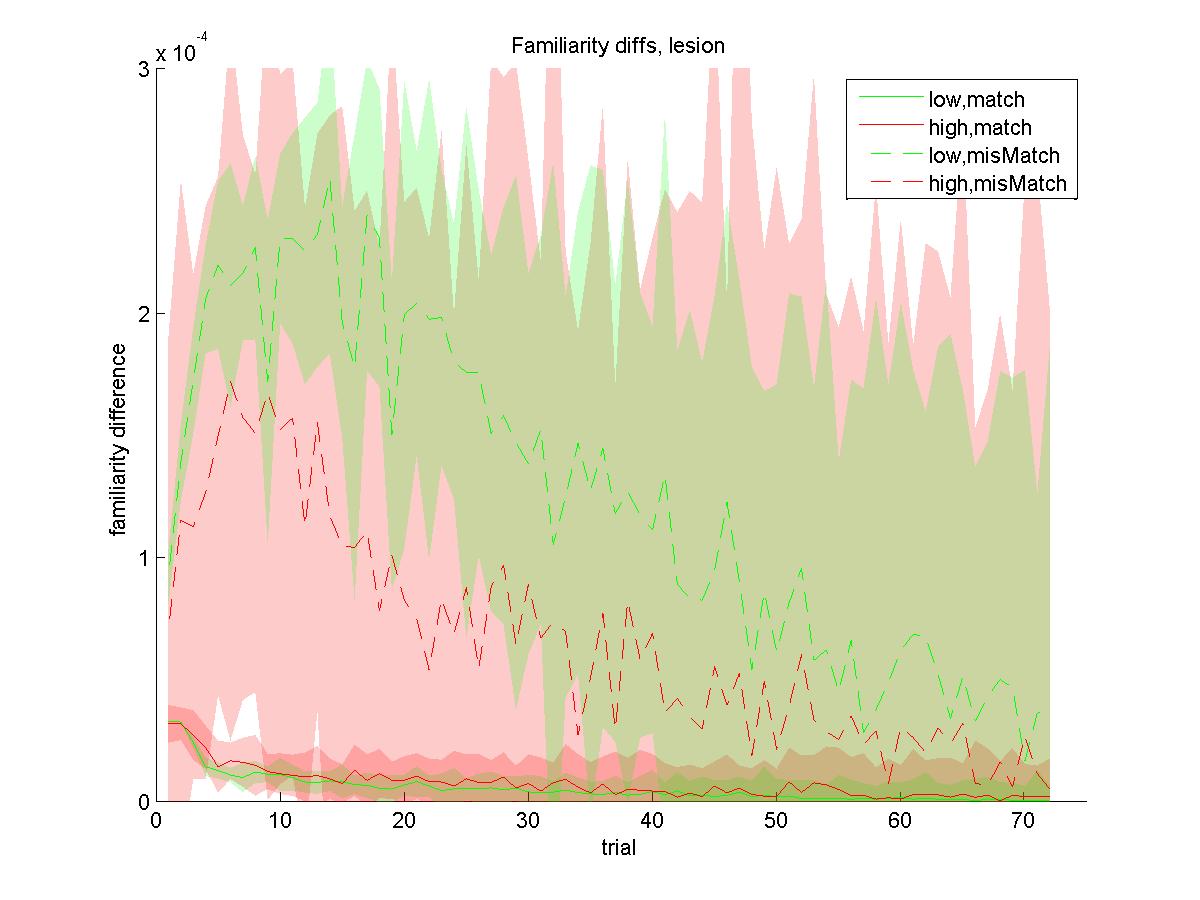 Familiarity diffs, lesion
x 10^-4
3
2
1
0
familiarity difference
0 10 20 30 40 50 60 70
trial
low,match
high,match
low,misMatch
high,misMatch